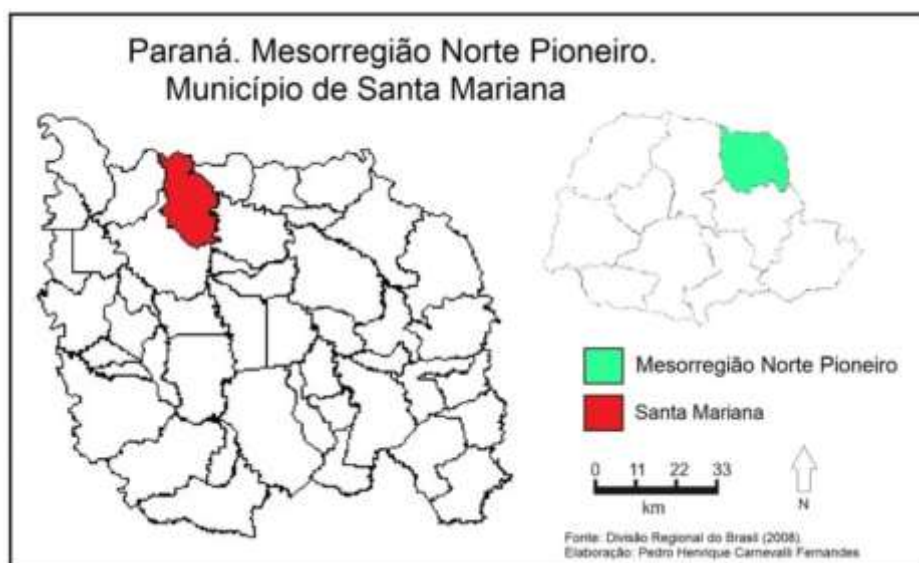 Paraná. Mesorregião Norte Pioneiro.
Município de Santa Mariana
Mesorregião Norte Pioneiro
Santa Mariana
0 11 22 33
km
N
Fonte: Divisão Regional do Brasil (2008).
Elaboração: Pedro Henrique Carnevalli Fernandes